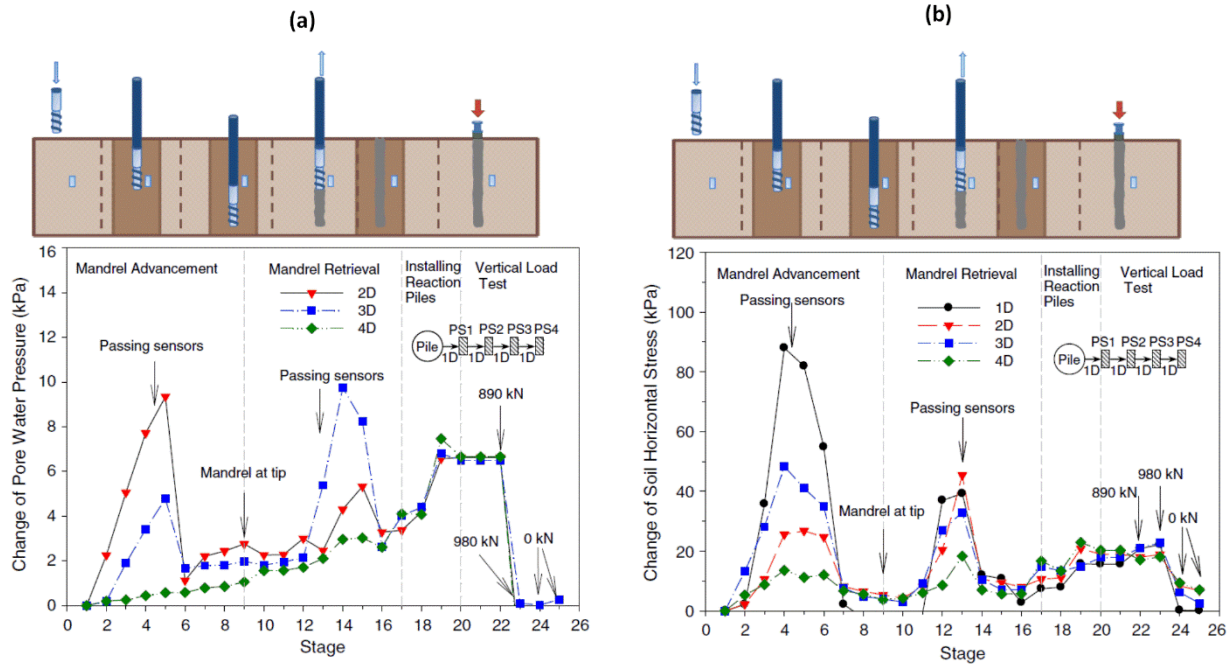 (a)
16
14
12
10
8
6
4
2
0
Change of Pore Water Pressure (kPa)
Mandrel Advancement
Mandrel Retrieval
Installing
Reaction
Piles
Vertical Load
Test
2D
3D
4D
PS1 PS2 PS3 PS4
Pile
1D 1D 1D 1D
Passing sensors
Passing sensors
Mandrel at tip
890 kN
980 kN
0 kN
0 2 4 6 8 10 12 14 16 18 20 22 24 26
Stage
(b)
120
100
80
60
40
20
0
Change of Soil Horizontal Stress (kPa)
Mandrel Advancement
Mandrel Retrieval
Installing
Reaction
Piles
Vertical Load
Test
Passing sensors
1D
2D
3D
4D
PS1 PS2 PS3 PS4
Pile
1D 1D 1D 1D
Passing sensors
Mandrel at tip
890 kN
980 kN
0 kN
0 2 4 6 8 10 12 14 16 18 20 22 24 26
Stage